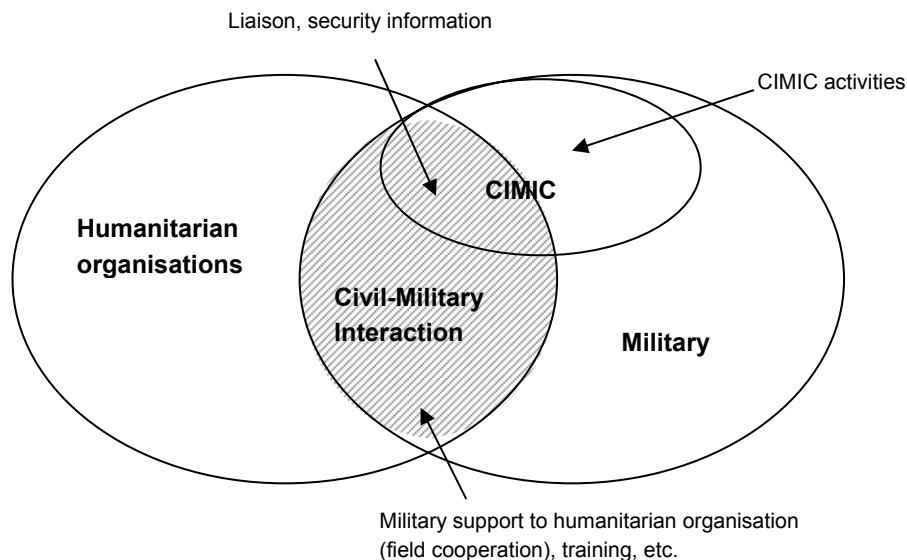 Liaison, security information
CIMIC activities
CIMIC
Humanitarian
organisations
Civil-Military
Interaction
Military
Military support to humanitarian organisation
(field cooperation), training, etc.